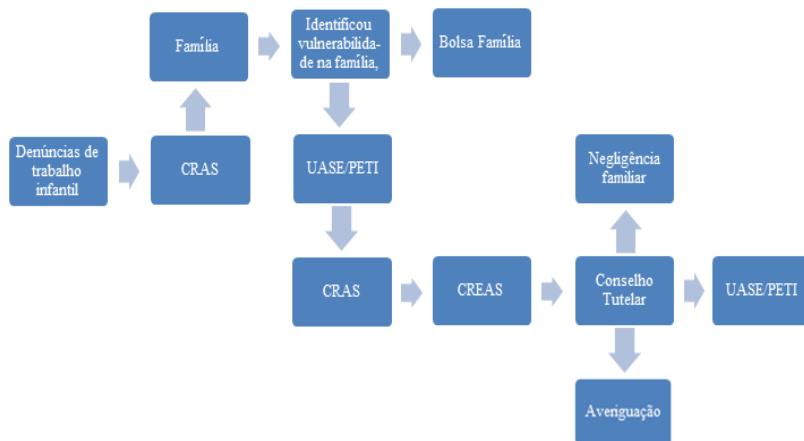 Família
Identificou
vulnerabilida-
de na família,
Bolsa Família
Denúncias de
trabalho
infantil
CRAS
UASE/PETI
Negligência
familiar
CRAS
CREAS
Conselho
Tutelar
UASE/PETI
Averiguação